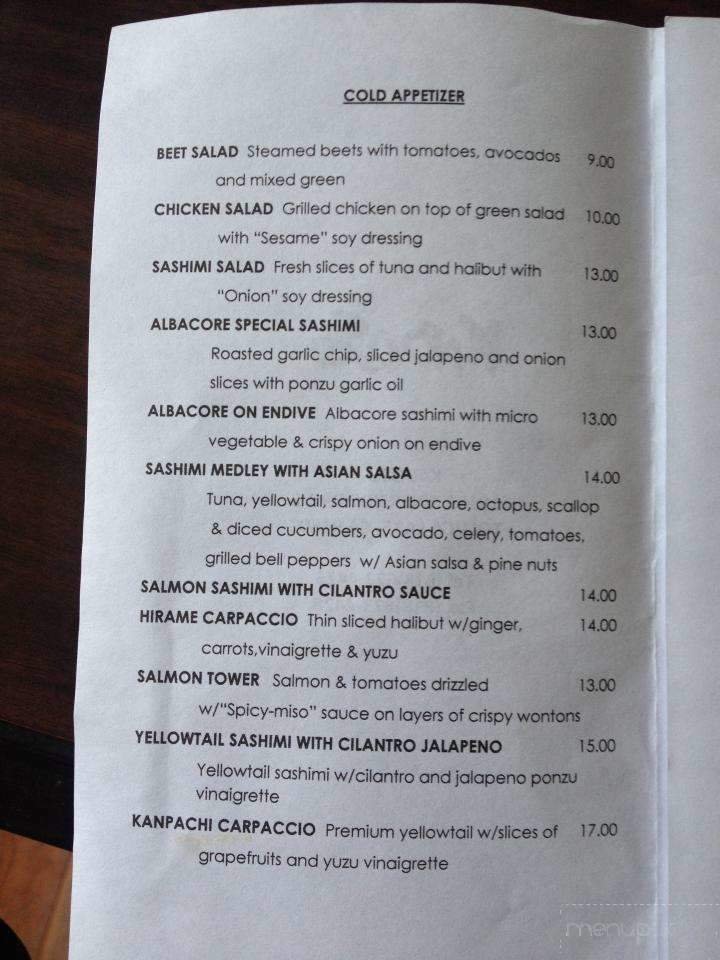 COLD APPETIZER
BEET SALAD Steamed beets with tomatoes, avocados 9.00
and mixed green
CHICKEN SALAD Grilled chicken on top of green salad 10.00
with “Sesame” soy dressing
SASHIMI SALAD Fresh slices of tuna and halibut with 13.00
“Onion” soy dressing
ALBACORE SPECIAL SASHIMI 13.00
Roasted garlic chip, sliced jalapeno and onion
slices with ponzu garlic oil
ALBACORE ON ENDIVE Albacore sashimi with micro 13.00
vegetable & crispy onion on endive
SASHIMI MEDLEY WITH ASIAN SALSA 14.00
Tuna, yellowtail, salmon, albacore, octopus, scallop
& diced cucumbers, avocado, celery, tomatoes,
grilled bell peppers w/ Asian salsa & pine nuts
SALMON SASHIMI WITH CILANTRO SAUCE 14.00
HIRAME CARPACCIO Thin sliced halibut w/ginger, 14.00
carrots,vinaigrette & yuzu
SALMON TOWER Salmon & tomatoes drizzled 13.00
w/“Spicy-miso” sauce on layers of crispy wontons
YELLOWTAIL SASHIMI WITH CILANTRO JALAPENO 15.00
Yellowtail sashimi w/cilantro and jalapeno ponzu
vinaigrette
KANPACHI CARPACCIO Premium yellowtail w/slices of 17.00
grapefruits and yuzu vinaigrette